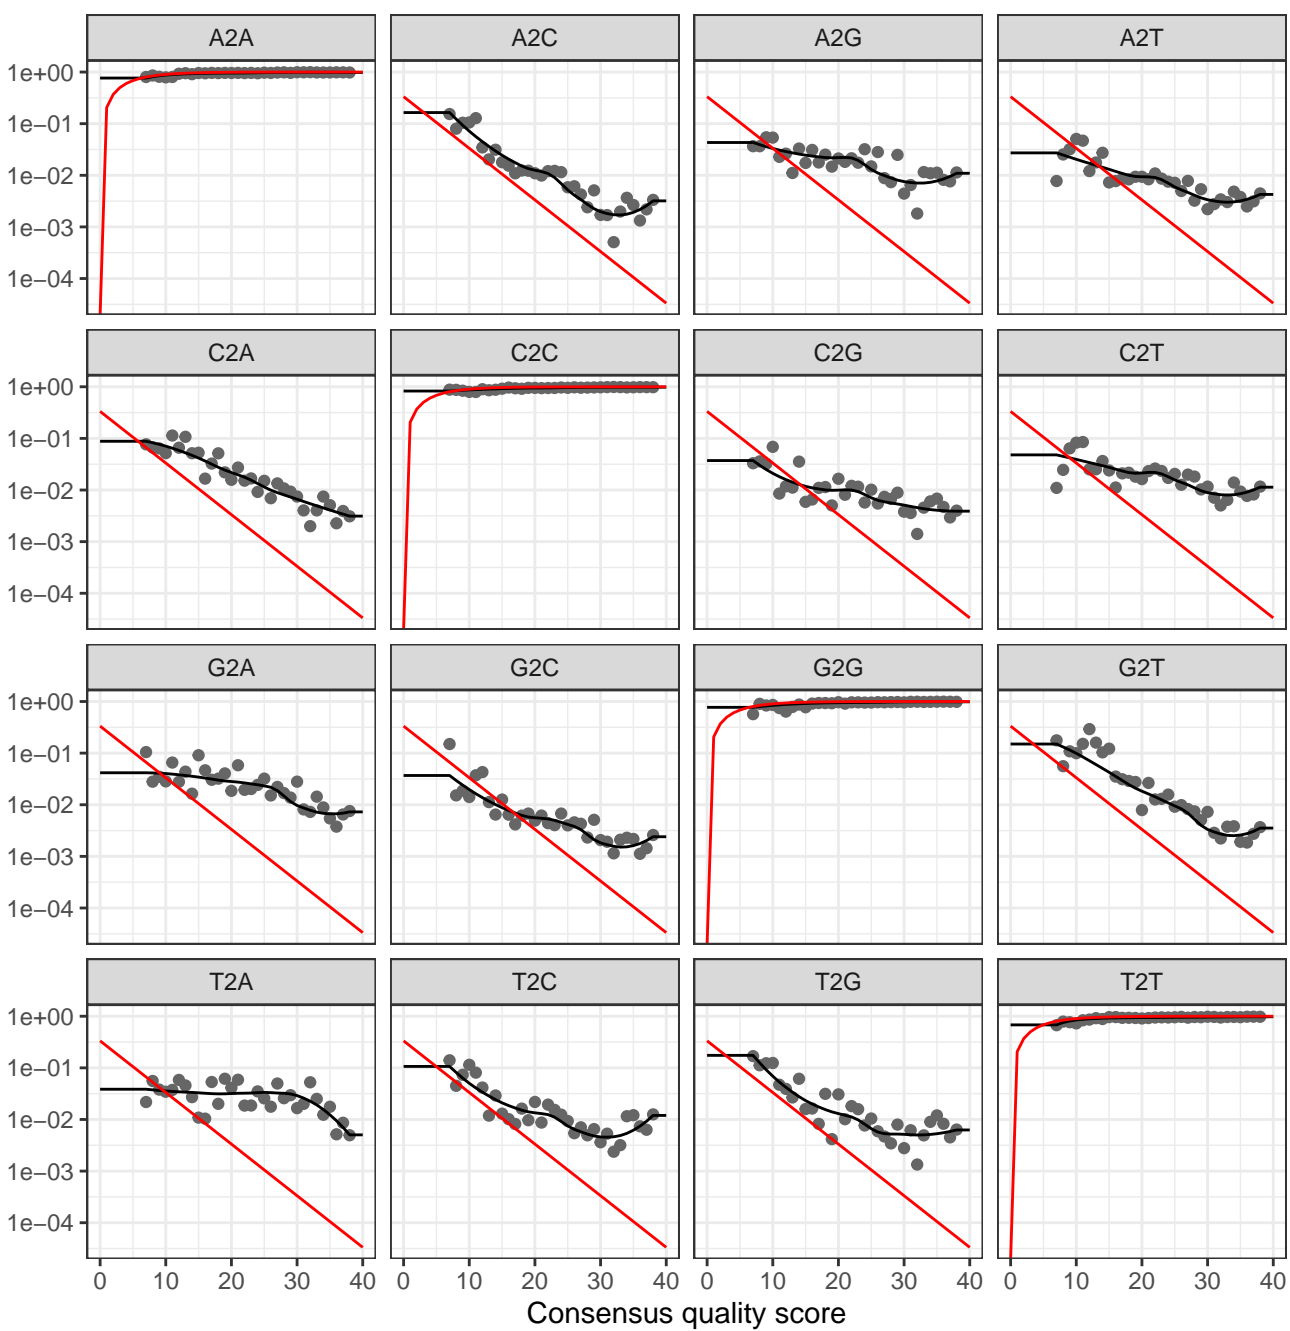 A2A A2C A2G A2T
1e+00
1e−01
1e−02
1e−03
1e−04
C2A C2C C2G C2T
1e+00
1e−01
1e−02
1e−03
1e−04
G2A G2C G2G G2T
1e+00
1e−01
1e−02
1e−03
1e−04
T2A T2C T2G T2T
1e+00
1e−01
1e−02
1e−03
1e−04
0 10 20 30 40 0 10 20 30 40 0 10 20 30 40 0 10 20 30 40
Consensus quality score